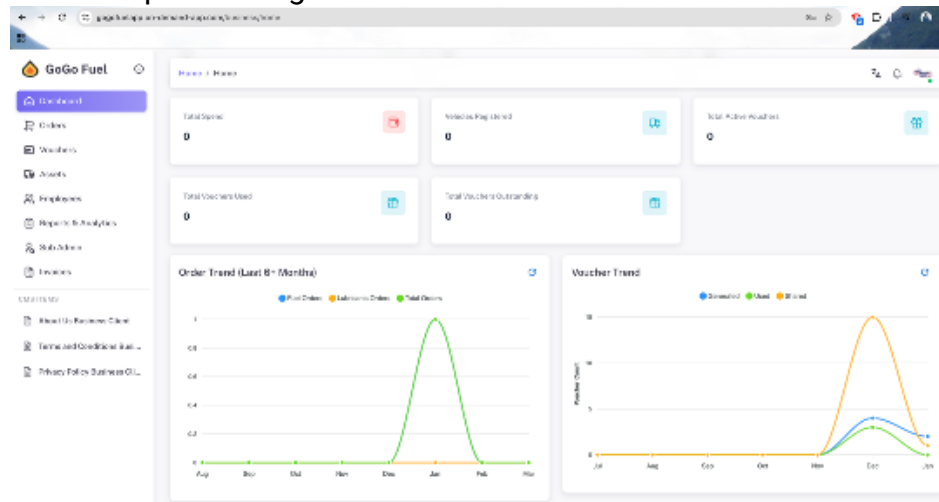 GoGo Fuel
Home / Home
Dashboard
Orders
Vouchers
Assets
Employees
Reports & Analytics
Sub Admin
Invoices
About Us Business Client
Terms and Conditions Busi...
Privacy Policy Business Cli...
Total Spend
0
Vehicles Registered
0
Total Active Vouchers
0
Total Vouchers Used
0
Total Vouchers Outstanding
0
Order Trend (Last 6+ Months)
Fuel Orders Lubricants Orders Total Orders
1
0.8
0.6
0.4
0.2
0
Aug Sep Oct Nov Dec Jan Feb Mar
Voucher Trend
Generated Used Shared
Voucher Count
15
10
5
0
Jul Aug Sep Oct Nov Dec Jan